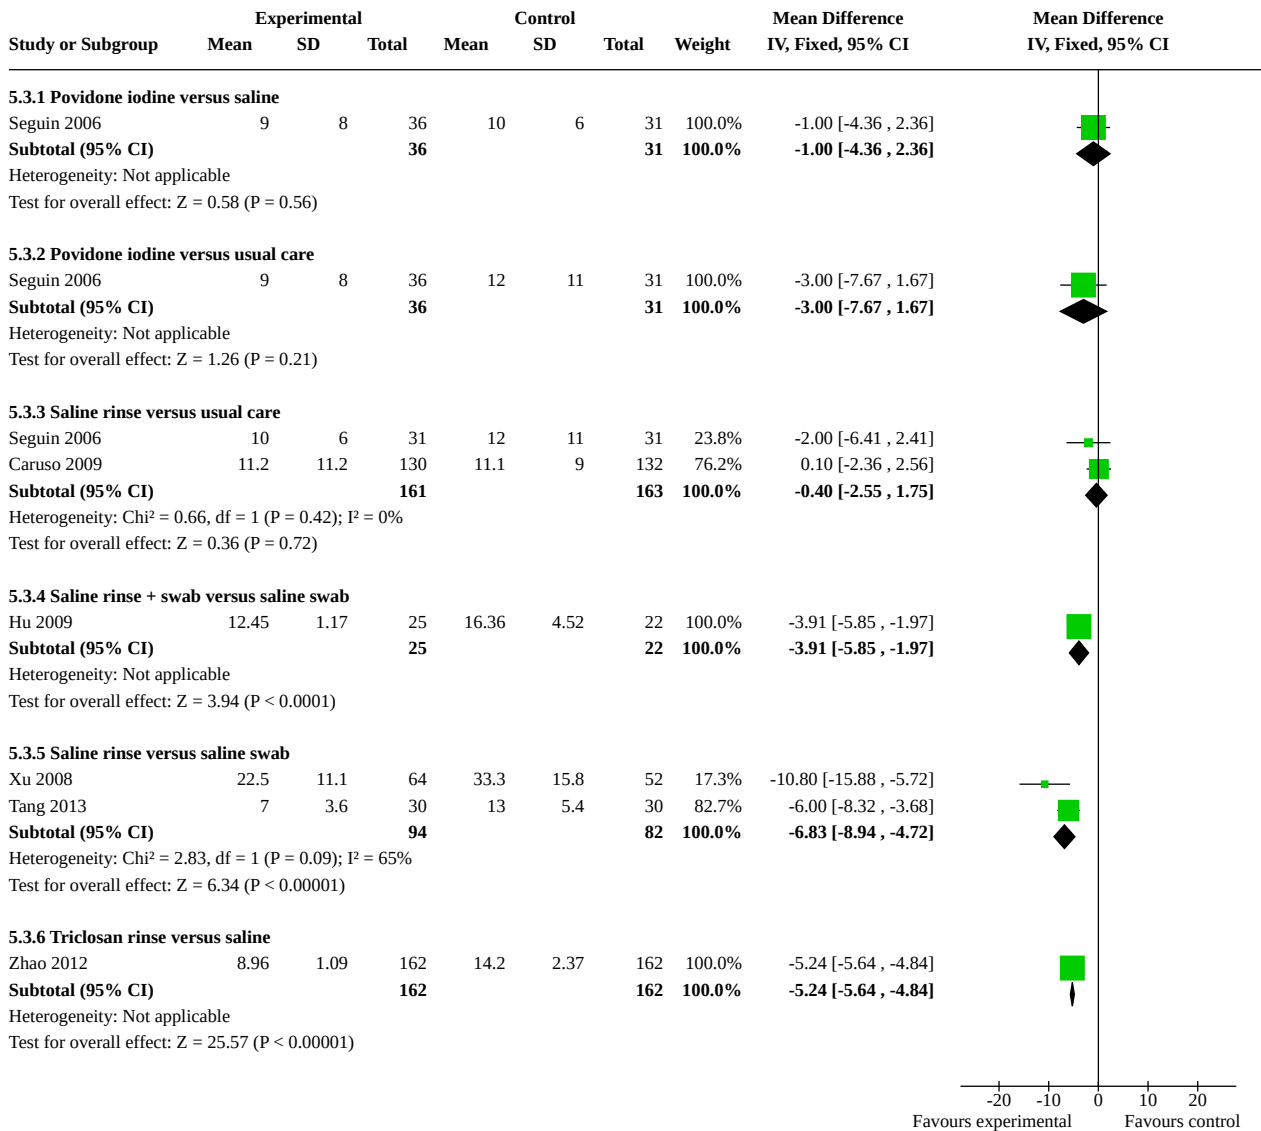 Experimental Control Mean Difference Mean Difference
Study or Subgroup Mean SD Total Mean SD Total Weight IV, Fixed, 95% CI IV, Fixed, 95% CI
5.3.1 Povidone iodine versus saline
Seguin 2006 9 8 36 10 6 31 100.0% -1.00 [-4.36 , 2.36]
Subtotal (95% CI) 36 31 100.0% -1.00 [-4.36 , 2.36]
Heterogeneity: Not applicable
Test for overall effect: Z = 0.58 (P = 0.56)
5.3.2 Povidone iodine versus usual care
Seguin 2006 9 8 36 12 11 31 100.0% -3.00 [-7.67 , 1.67]
Subtotal (95% CI) 36 31 100.0% -3.00 [-7.67 , 1.67]
Heterogeneity: Not applicable
Test for overall effect: Z = 1.26 (P = 0.21)
5.3.3 Saline rinse versus usual care
Seguin 2006 10 6 31 12 11 31 23.8% -2.00 [-6.41 , 2.41]
Caruso 2009 11.2 11.2 130 11.1 9 132 76.2% 0.10 [-2.36 , 2.56]
Subtotal (95% CI) 161 163 100.0% -0.40 [-2.55 , 1.75]
Heterogeneity: Chi² = 0.66, df = 1 (P = 0.42); I² = 0%
Test for overall effect: Z = 0.36 (P = 0.72)
5.3.4 Saline rinse + swab versus saline swab
Hu 2009 12.45 1.17 25 16.36 4.52 22 100.0% -3.91 [-5.85 , -1.97]
Subtotal (95% CI) 25 22 100.0% -3.91 [-5.85 , -1.97]
Heterogeneity: Not applicable
Test for overall effect: Z = 3.94 (P < 0.0001)
5.3.5 Saline rinse versus saline swab
Xu 2008 22.5 11.1 64 33.3 15.8 52 17.3% -10.80 [-15.88 , -5.72]
Tang 2013 7 3.6 30 13 5.4 30 82.7% -6.00 [-8.32 , -3.68]
Subtotal (95% CI) 94 82 100.0% -6.83 [-8.94 , -4.72]
Heterogeneity: Chi² = 2.83, df = 1 (P = 0.09); I² = 65%
Test for overall effect: Z = 6.34 (P < 0.00001)
5.3.6 Triclosan rinse versus saline
Zhao 2012 8.96 1.09 162 14.2 2.37 162 100.0% -5.24 [-5.64 , -4.84]
Subtotal (95% CI) 162 162 100.0% -5.24 [-5.64 , -4.84]
Heterogeneity: Not applicable
Test for overall effect: Z = 25.57 (P < 0.00001)
-20 -10 0 10 20
Favours experimental Favours control